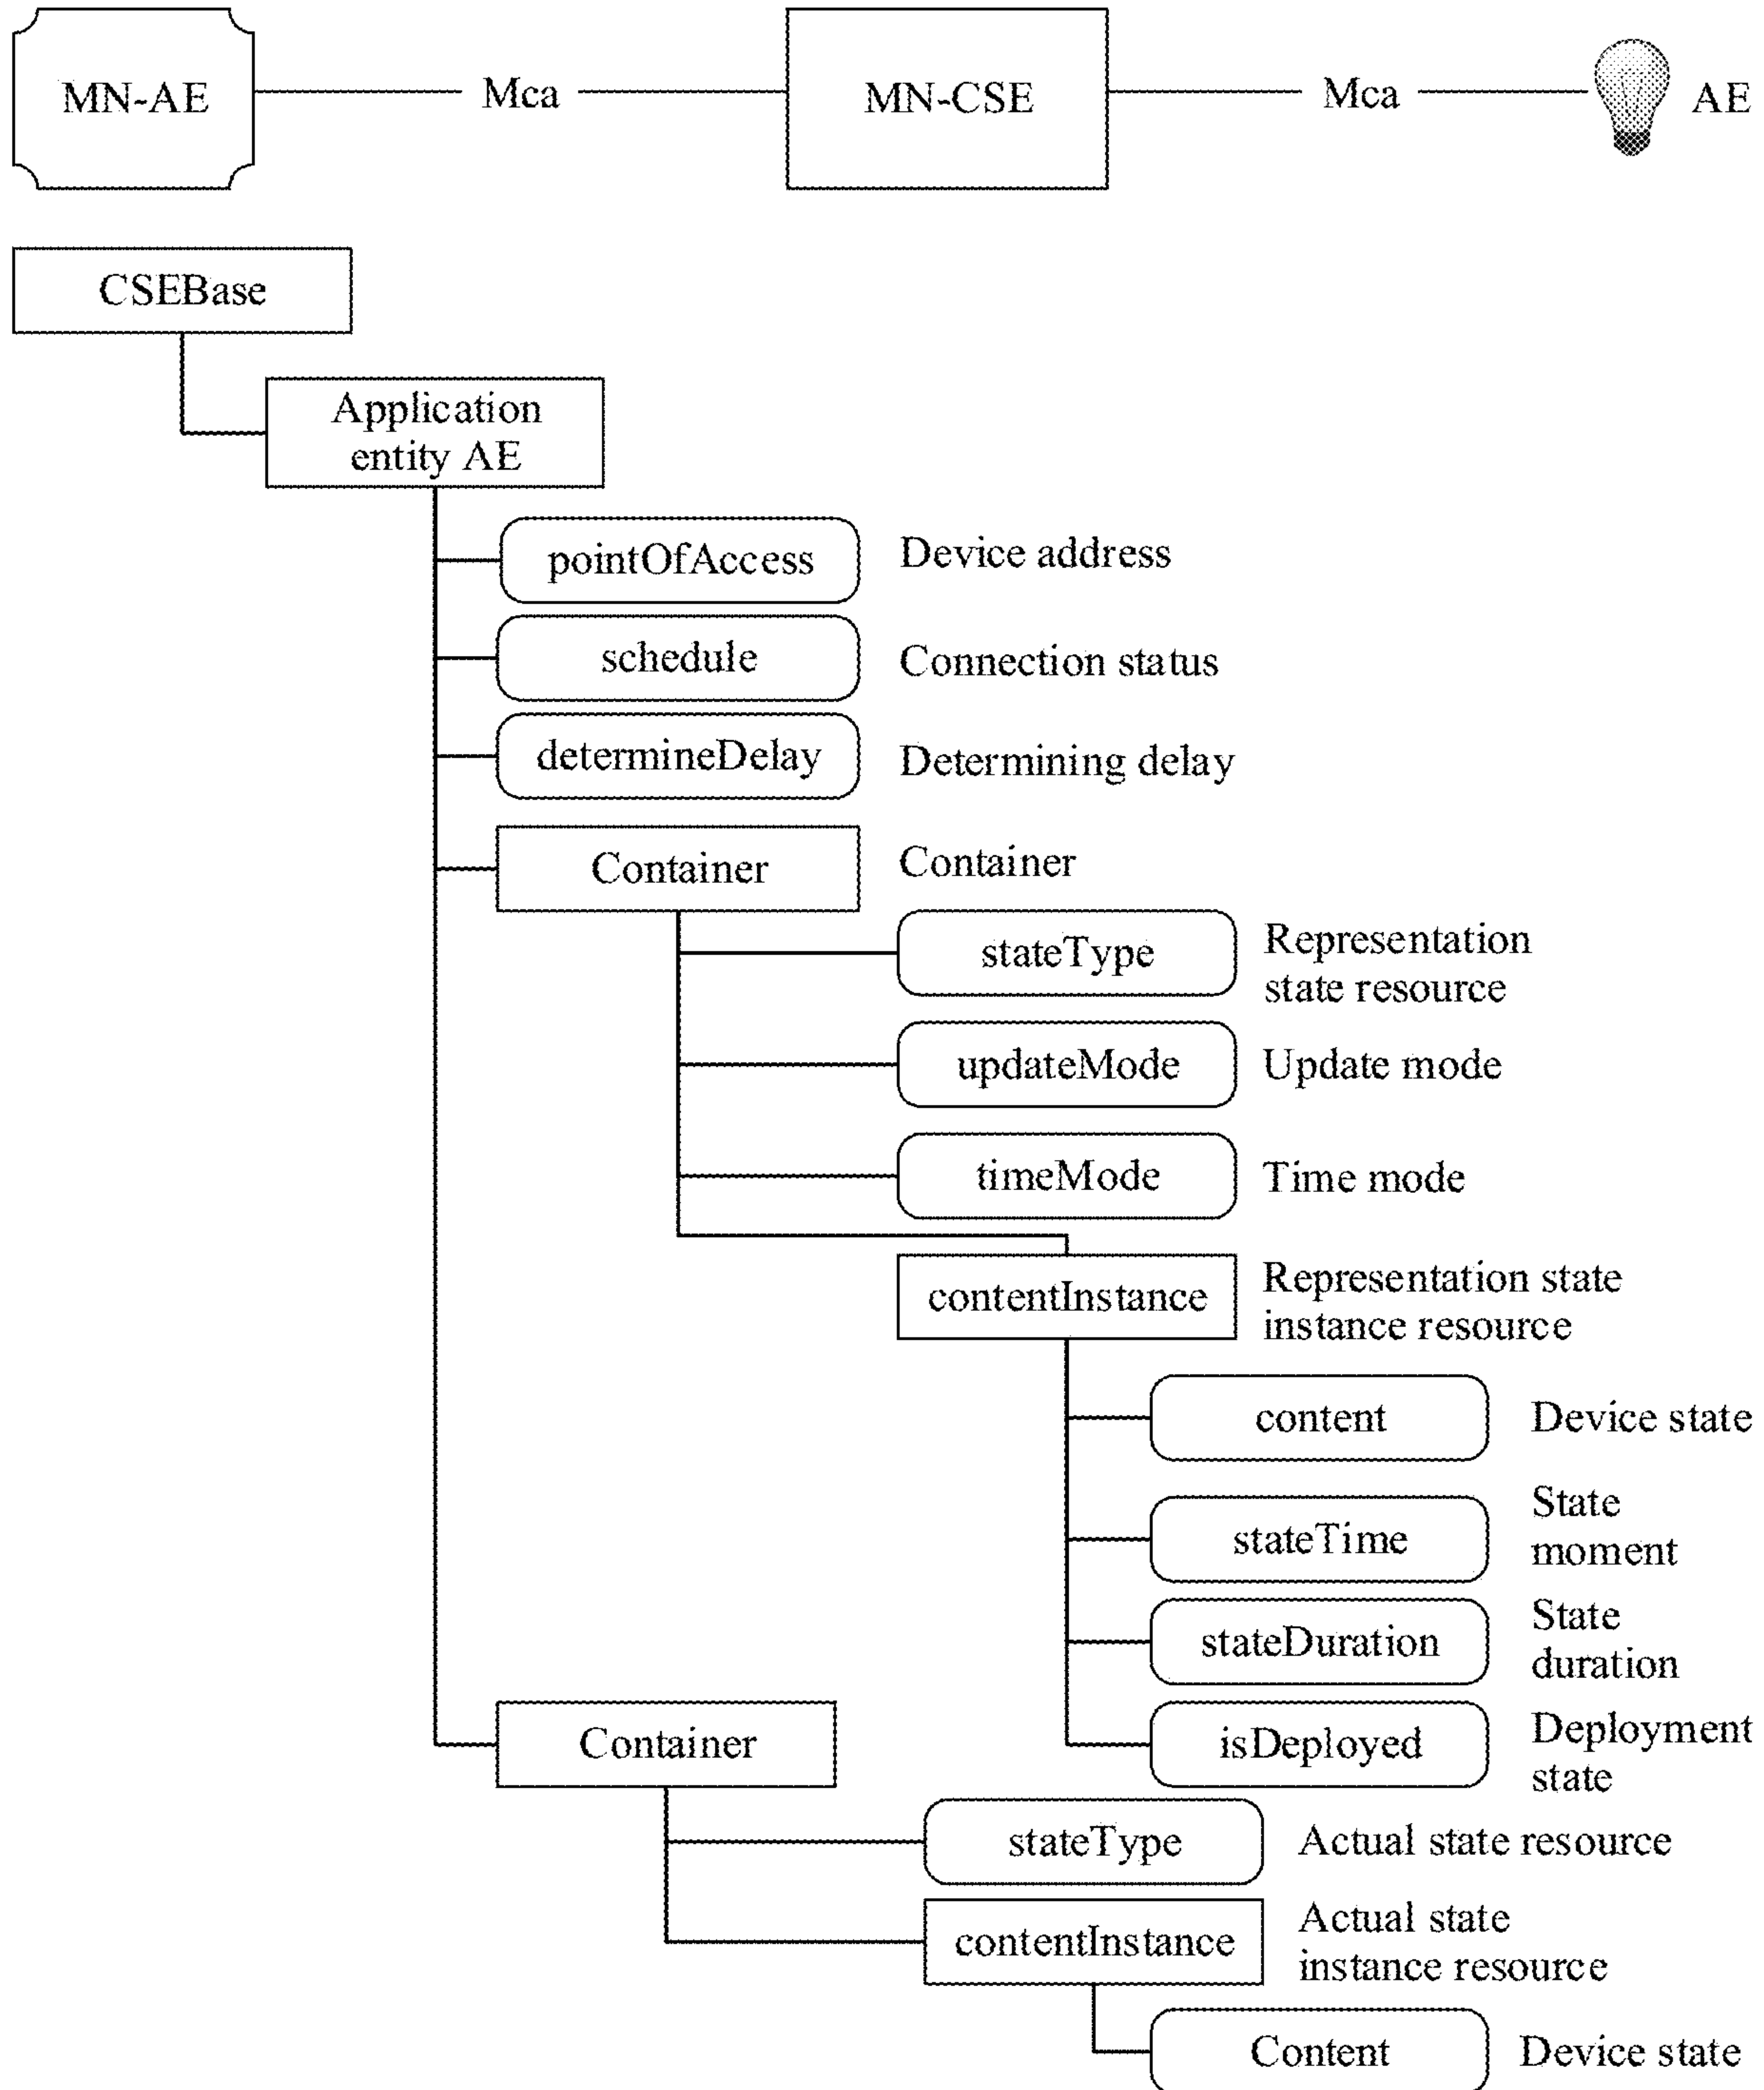 MN-AE
Mca
MN-CSE
Mca
AE
CSEBase
Application
entity AE
pointOfAccess
Device address
schedule
Connection status
determineDelay
Determining delay
Container
Container
stateType
Representation
state resource
updateMode
Update mode
timeMode
Time mode
contentInstance
Representation state
instance resource
content
Device state
stateTime
State
moment
stateDuration
State
duration
Container
isDeployed
Deployment
state
stateType
Actual state resource
contentInstance
Actual state
instance resource
Content
Device state